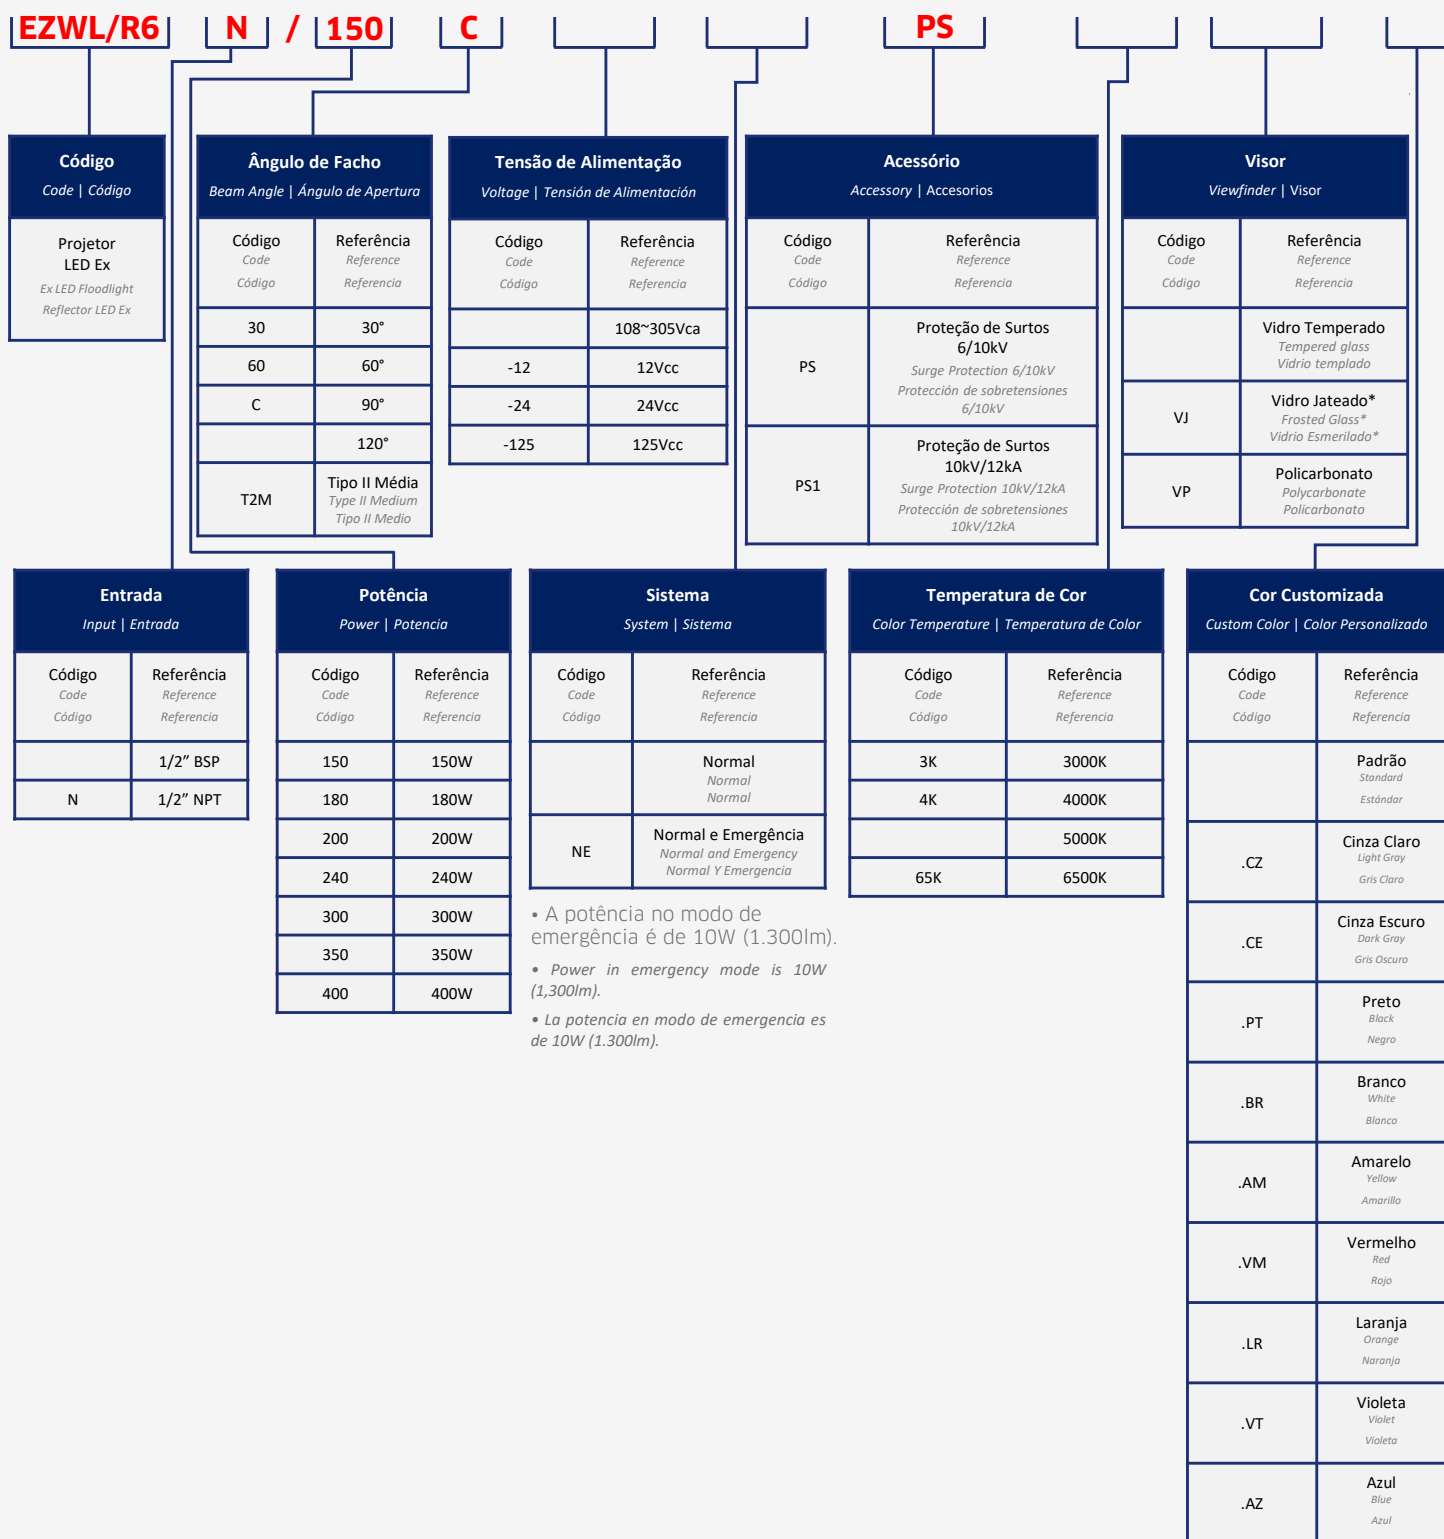 EZWL/R6 N / 150 C PS
Código
Code | Código
Projetor
LED Ex
Ex LED Floodlight
Reflector LED Ex
Ângulo de Facho
Beam Angle | Ángulo de Apertura
Código Referência
Code Reference
Código Referencia
30 30°
60 60°
C 90°
120°
T2M Tipo II Média
Type II Medium
Tipo II Medio
Tensão de Alimentação
Voltage | Tensión de Alimentación
Código Referência
Code Reference
Código Referencia
108~305Vca
-12 12Vcc
-24 24Vcc
-125 125Vcc
Acessório
Accessory | Accesorios
Código Referência
Code Reference
Código Referencia
PS Proteção de Surtos
6/10kV
Surge Protection 6/10kV
Protección de sobretensiones
6/10kV
PS1 Proteção de Surtos
10kV/12kA
Surge Protection 10kV/12kA
Protección de sobretensiones
10kV/12kA
Visor
Viewfinder | Visor
Código Referência
Code Reference
Código Referencia
Vidro Temperado
Tempered glass
Vidrio templado
VJ Vidro Jateado*
Frosted Glass*
Vidrio Esmerilado*
VP Policarbonato
Polycarbonate
Policarbonato
Entrada
Input | Entrada
Código Referência
Code Reference
Código Referencia
1/2” BSP
N 1/2” NPT
Potência
Power | Potencia
Código Referência
Code Reference
Código Referencia
150 150W
180 180W
200 200W
240 240W
300 300W
350 350W
400 400W
Sistema
System | Sistema
Código Referência
Code Reference
Código Referencia
Normal
Normal
Normal
NE Normal e Emergência
Normal and Emergency
Normal Y Emergencia
• A potência no modo de
emergência é de 10W (1.300lm).
• Power in emergency mode is 10W
(1,300lm).
• La potencia en modo de emergencia es
de 10W (1.300lm).
Temperatura de Cor
Color Temperature | Temperatura de Color
Código Referência
Code Reference
Código Referencia
3K 3000K
4K 4000K
5000K
65K 6500K
Cor Customizada
Custom Color | Color Personalizado
Código Referência
Code Reference
Código Referencia
Padrão
Standard
Estándar
.CZ Cinza Claro
Light Gray
Gris Claro
.CE Cinza Escuro
Dark Gray
Gris Oscuro
.PT Preto
Black
Negro
.BR Branco
White
Blanco
.AM Amarelo
Yellow
Amarillo
.VM Vermelho
Red
Rojo
.LR Laranja
Orange
Naranja
.VT Violeta
Violet
Violeta
.AZ Azul
Blue
Azul